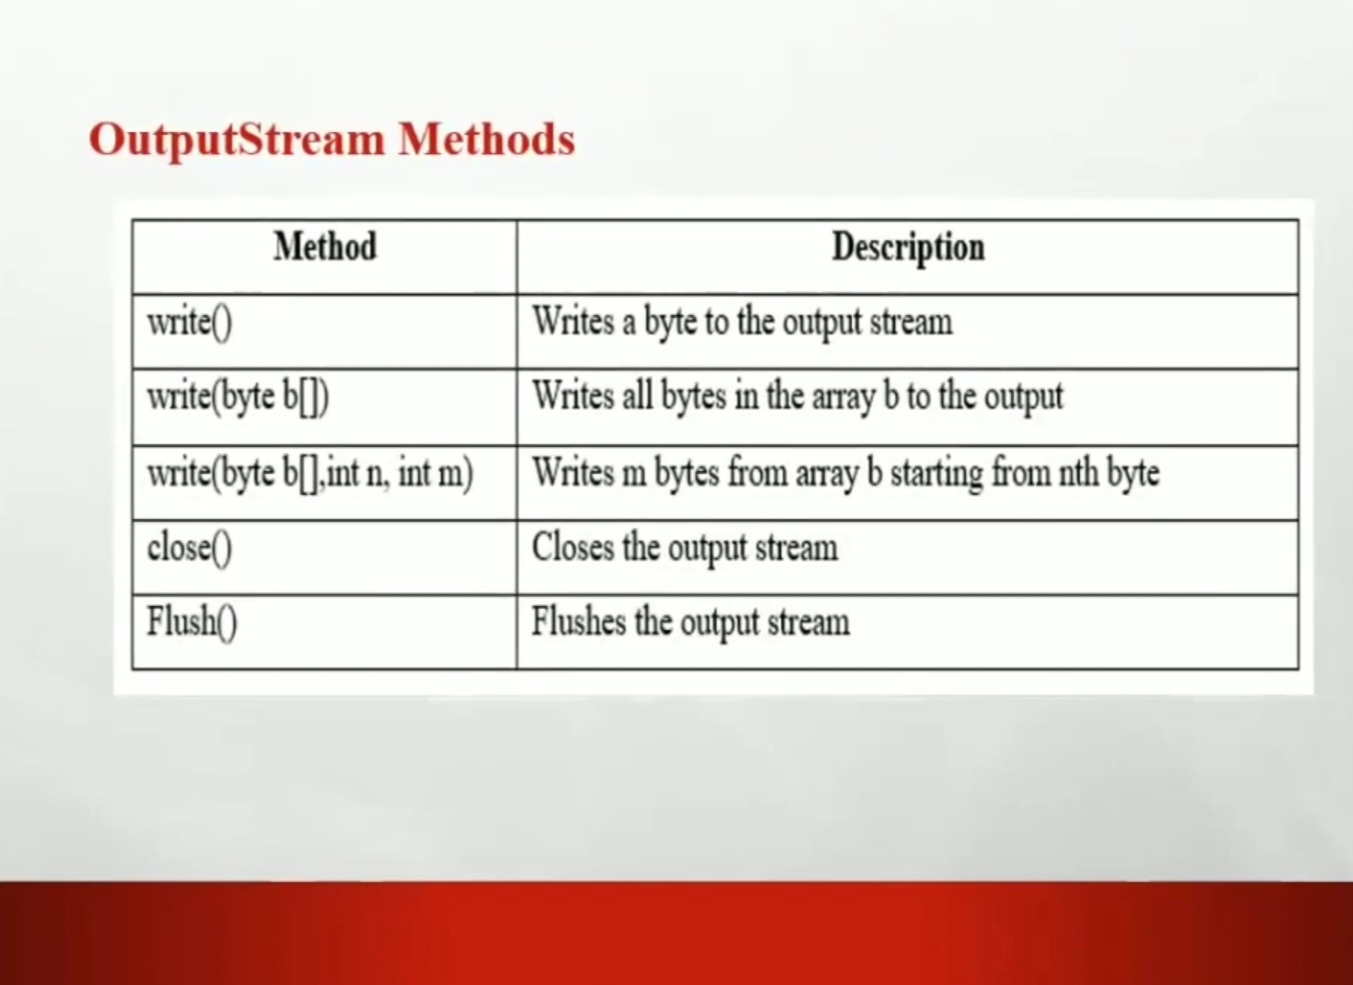 OutputStream Methods
Method Description
write() Writes a byte to the output stream
write(byte b[]) Writes all bytes in the array b to the output
write(byte b[],int n, int m) Writes m bytes from array b starting from nth byte
close() Closes the output stream
Flush() Flushes the output stream